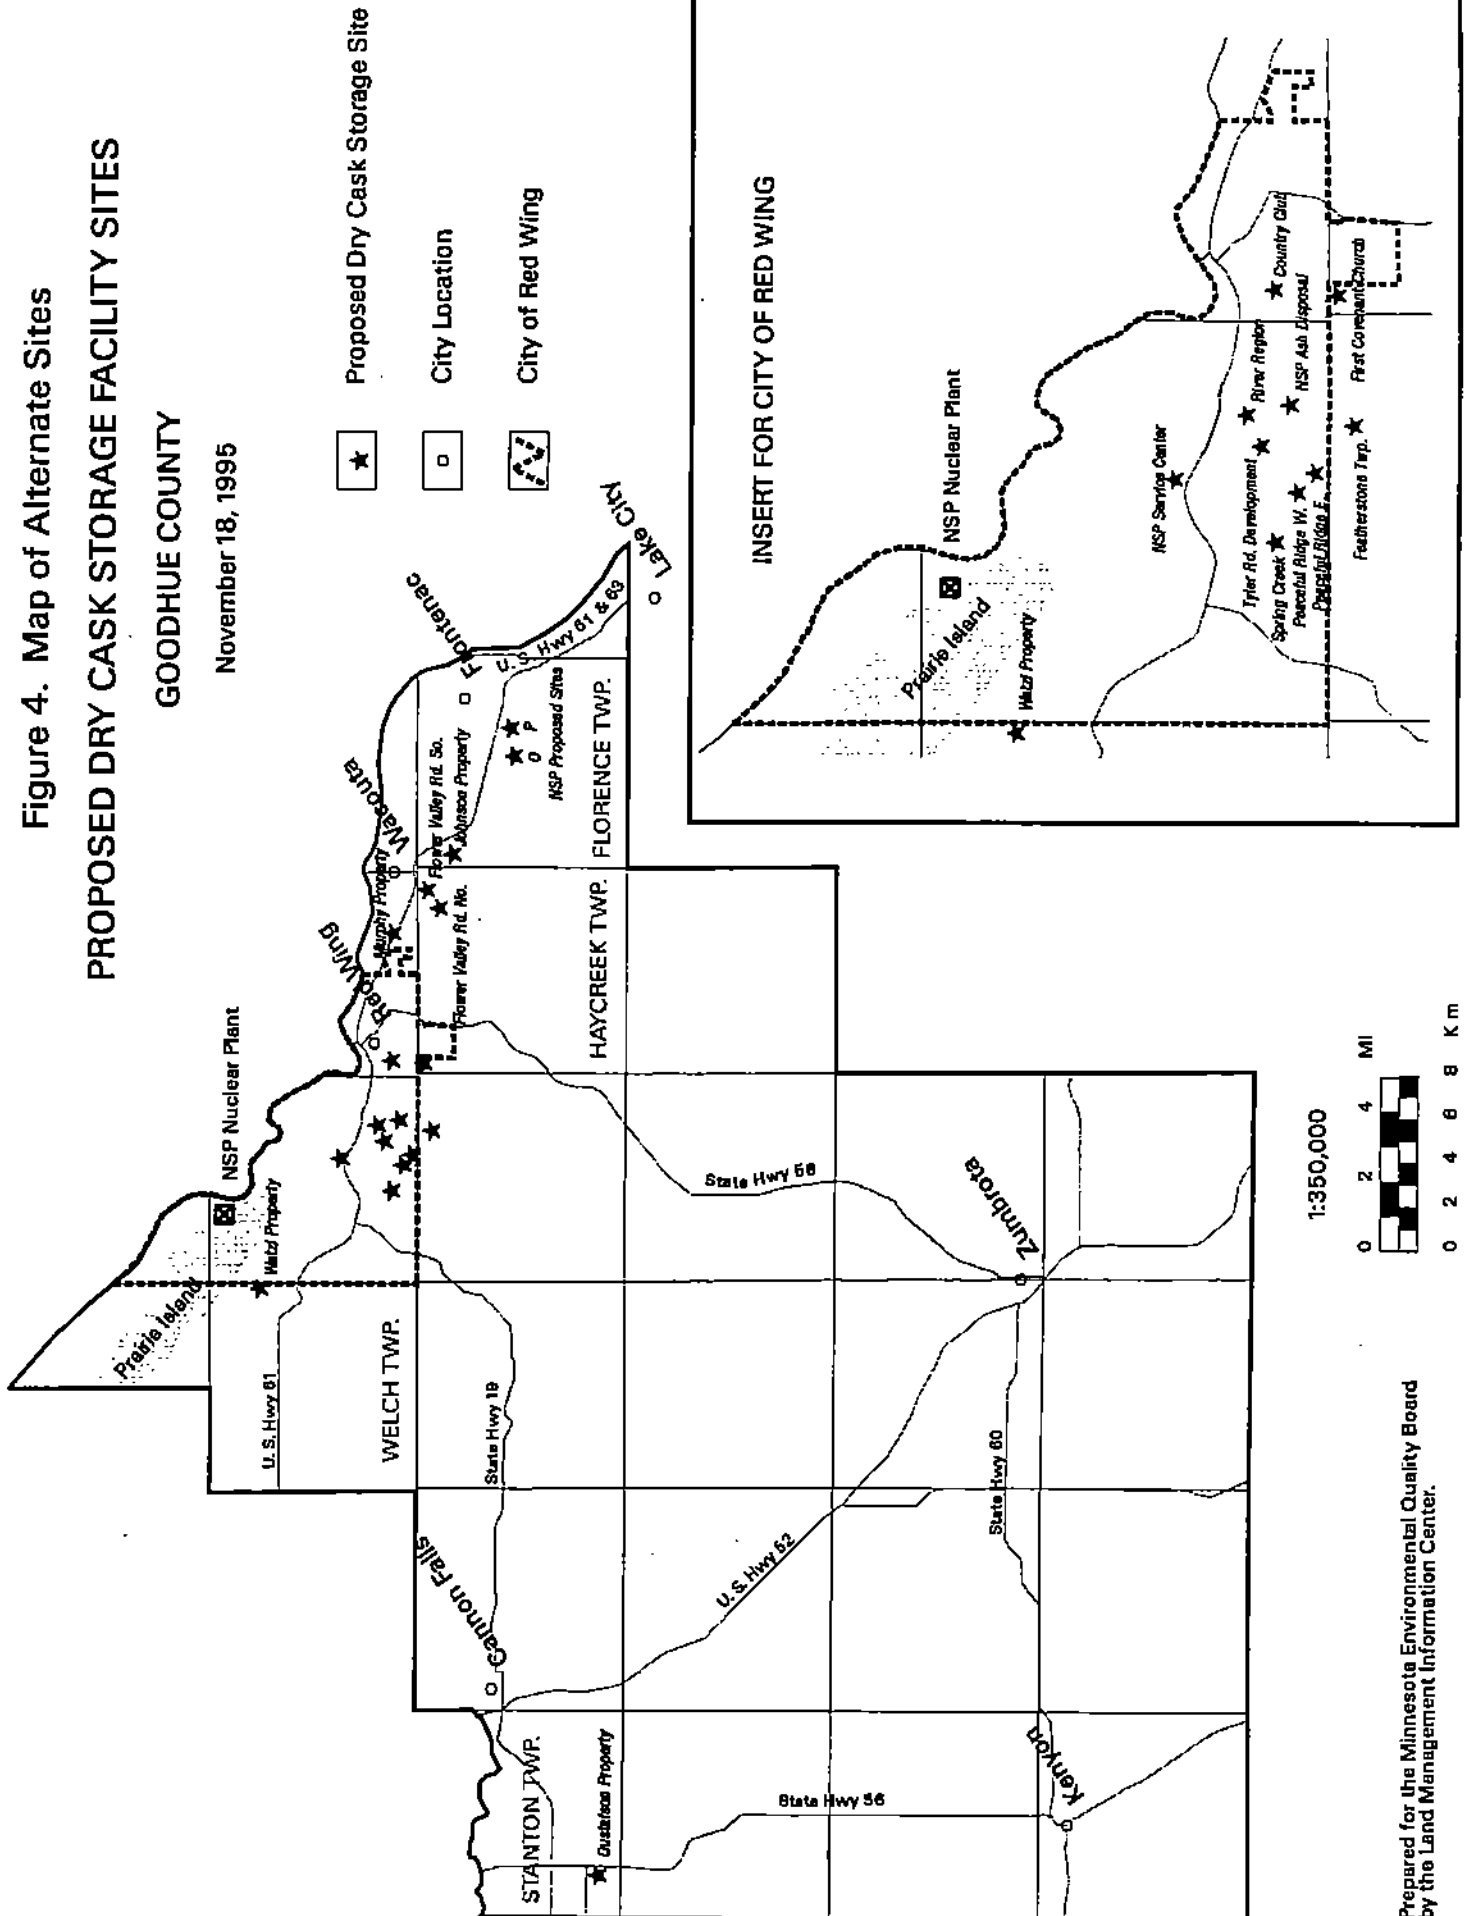 Figure 4. Map of Alternate Sites
PROPOSED DRY CASK STORAGE FACILITY SITES
GOODHUE COUNTY
November 18, 1995
Proposed Dry Cask Storage Site
City Location
City of Red Wing
Prairie Island
NSP Nuclear Plant
U. S. Hwy 61
WELCH TWP.
Red Wing
Murphy Property
Wacouta
Frontenac
Lake City
U. S. Hwy 61 & 63
Flower Valley Rd. So.
Johnson Property
Flower Valley Rd. No.
O P
NSP Proposed Sites
FLORENCE TWP.
HAYCREEK TWP.
Cannon Falls
State Hwy 19
STANTON TWP.
Gustafson Property
State Hwy 56
U. S. Hwy 52
State Hwy 58
State Hwy 60
Zumbrota
Kenyon
INSERT FOR CITY OF RED WING
NSP Nuclear Plant
Prairie Island
NSP Service Center
Tyler Rd. Development
River Region
Country Club
Spring Creek
Peaceful Ridge W.
Peaceful Ridge E.
NSP Ash Disposal
Featherstone Twp.
First Covenant Church
1:350,000
0 2 4 MI
0 2 4 6 8 Km
Prepared for the Minnesota Environmental Quality Board
by the Land Management Information Center.